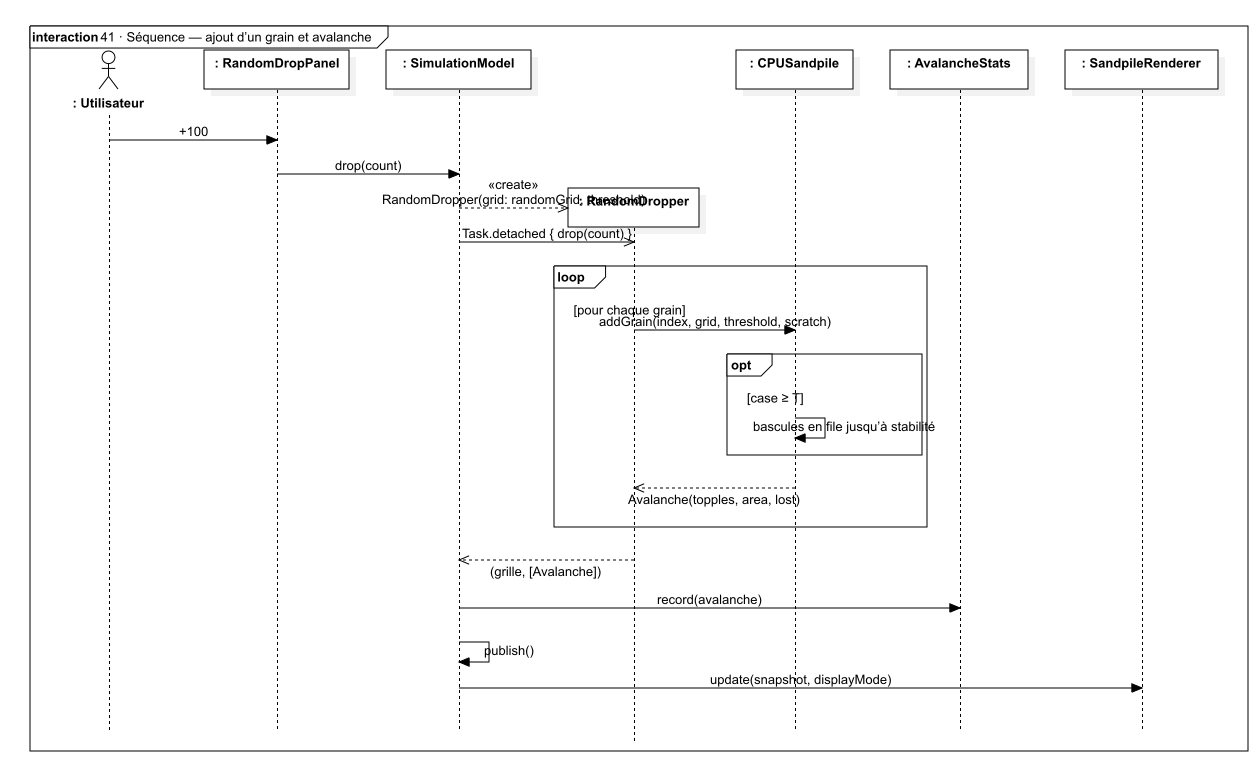 interaction 41 · Séquence — ajout d’un grain et avalanche
: Utilisateur
: RandomDropPanel
: SimulationModel
: CPUSandpile
: AvalancheStats
: SandpileRenderer
+100
drop(count)
«create»
RandomDropper(grid: randomGrid, threshold)
: RandomDropper
Task.detached { drop(count) }
loop
[pour chaque grain]
addGrain(index, grid, threshold, scratch)
opt
[case ≥ T]
bascules en file jusqu’à stabilité
Avalanche(topples, area, lost)
(grille, [Avalanche])
record(avalanche)
publish()
update(snapshot, displayMode)